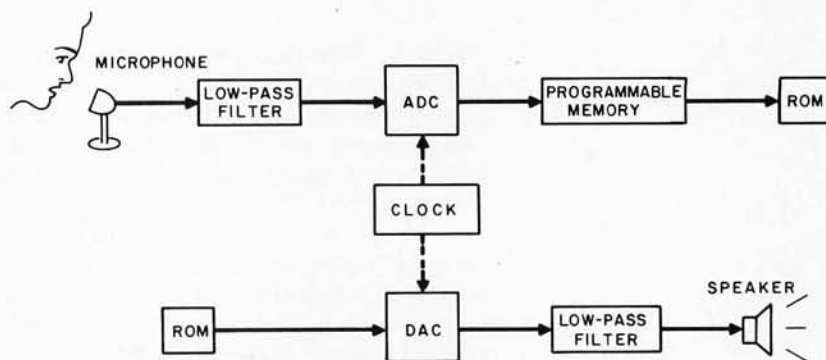 MICROPHONE
LOW-PASS
FILTER
ADC
PROGRAMMABLE
MEMORY
ROM
CLOCK
ROM
DAC
LOW-PASS
FILTER
SPEAKER